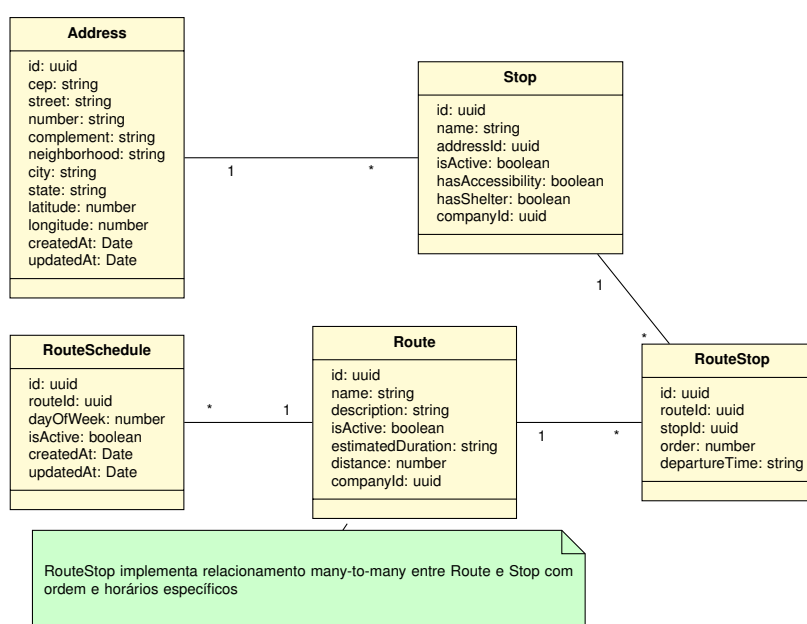 Address
id: uuid
cep: string
street: string
number: string
complement: string
neighborhood: string
city: string
state: string
latitude: number
longitude: number
createdAt: Date
updatedAt: Date
1
*
Stop
id: uuid
name: string
addressId: uuid
isActive: boolean
hasAccessibility: boolean
hasShelter: boolean
companyId: uuid
1
*
RouteSchedule
id: uuid
routeId: uuid
dayOfWeek: number
isActive: boolean
createdAt: Date
updatedAt: Date
*
1
Route
id: uuid
name: string
description: string
isActive: boolean
estimatedDuration: string
distance: number
companyId: uuid
1
*
RouteStop
id: uuid
routeId: uuid
stopId: uuid
order: number
departureTime: string
RouteStop implementa relacionamento many-to-many entre Route e Stop com
ordem e horários específicos